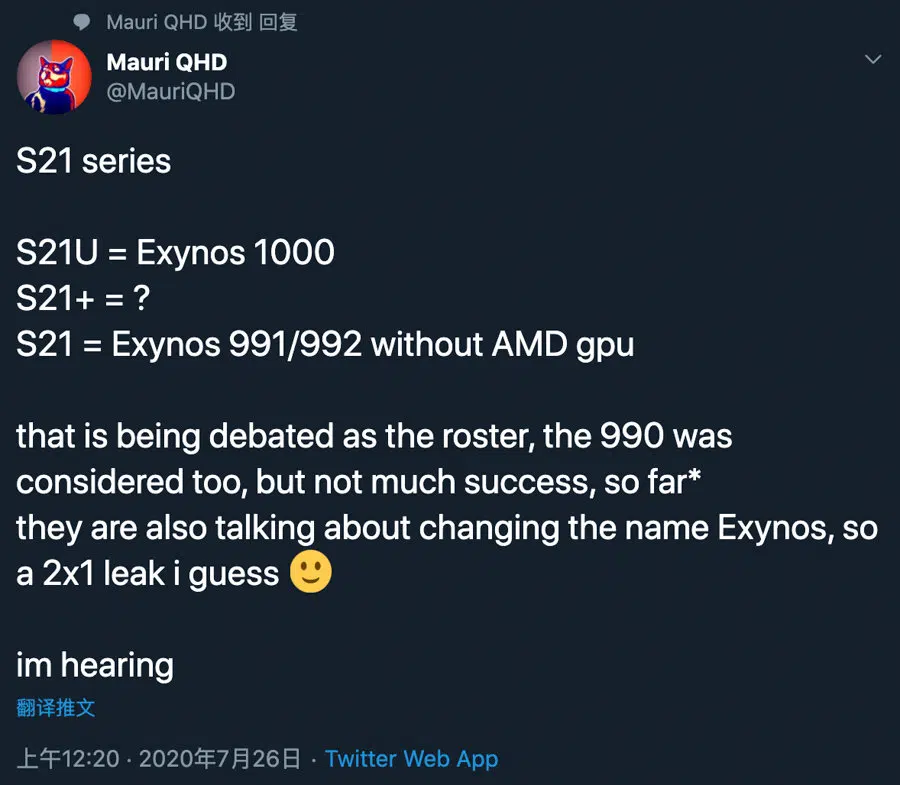 Mauri QHD 收到 回复
Mauri QHD
@MauriQHD
S21 series
S21U = Exynos 1000
S21+ = ?
S21 = Exynos 991/992 without AMD gpu
that is being debated as the roster, the 990 was
considered too, but not much success, so far*
they are also talking about changing the name Exynos, so
a 2x1 leak i guess 🙂
im hearing
翻译推文
上午12:20 · 2020年7月26日 · Twitter Web App